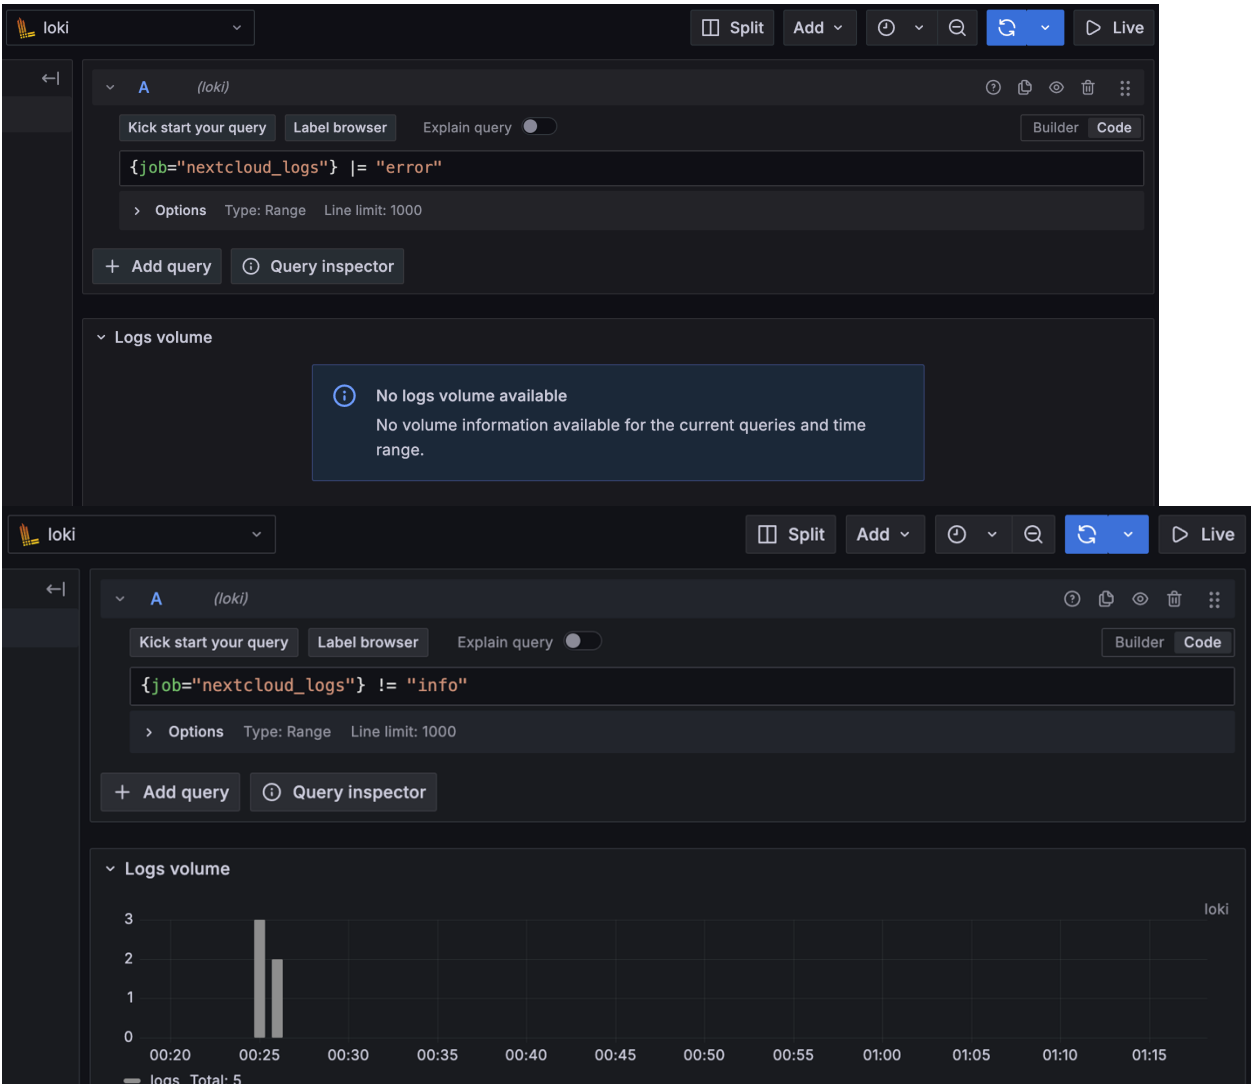 loki Split Add Live
A (loki)
Kick start your query Label browser Explain query Builder Code
{job="nextcloud_logs"} |= "error"
Options Type: Range Line limit: 1000
+ Add query Query inspector
Logs volume
No logs volume available
No volume information available for the current queries and time
range.
loki Split Add Live
A (loki)
Kick start your query Label browser Explain query Builder Code
{job="nextcloud_logs"} != "info"
Options Type: Range Line limit: 1000
+ Add query Query inspector
Logs volume
loki
3
2
1
0
00:20 00:25 00:30 00:35 00:40 00:45 00:50 00:55 01:00 01:05 01:10 01:15
logs Total: 5